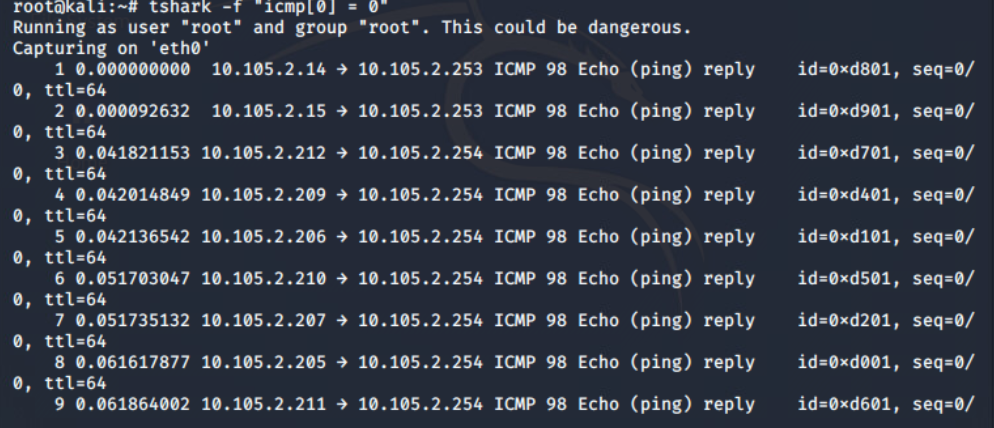 root@kali:~# tshark -f "icmp[0] = 0"
Running as user "root" and group "root". This could be dangerous.
Capturing on 'eth0'
    1 0.000000000  10.105.2.14 → 10.105.2.253 ICMP 98 Echo (ping) reply    id=0×d801, seq=0/
0, ttl=64
    2 0.000092632  10.105.2.15 → 10.105.2.253 ICMP 98 Echo (ping) reply    id=0×d901, seq=0/
0, ttl=64
    3 0.041821153 10.105.2.212 → 10.105.2.254 ICMP 98 Echo (ping) reply    id=0×d701, seq=0/
0, ttl=64
    4 0.042014849 10.105.2.209 → 10.105.2.254 ICMP 98 Echo (ping) reply    id=0×d401, seq=0/
0, ttl=64
    5 0.042136542 10.105.2.206 → 10.105.2.254 ICMP 98 Echo (ping) reply    id=0×d101, seq=0/
0, ttl=64
    6 0.051703047 10.105.2.210 → 10.105.2.254 ICMP 98 Echo (ping) reply    id=0×d501, seq=0/
0, ttl=64
    7 0.051735132 10.105.2.207 → 10.105.2.254 ICMP 98 Echo (ping) reply    id=0×d201, seq=0/
0, ttl=64
    8 0.061617877 10.105.2.205 → 10.105.2.254 ICMP 98 Echo (ping) reply    id=0×d001, seq=0/
0, ttl=64
    9 0.061864002 10.105.2.211 → 10.105.2.254 ICMP 98 Echo (ping) reply    id=0×d601, seq=0/